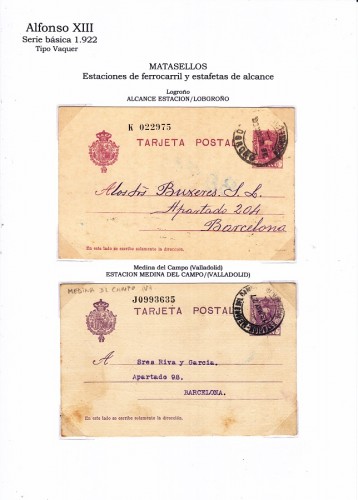 Alfonso XIII
Serie básica 1.922
Tipo Vaquer
MATASELLOS
Estaciones de ferrocarril y estafetas de alcance
Logroño
ALCANCE ESTACION/LOGROÑO
K 022975
TARJETA POSTAL
A los Srs Buxeres. S. L.
Apartado 204
Barcelona
En este lado se escribe solamente la dirección.
Medina del Campo (Valladolid)
ESTACION MEDINA DEL CAMPO/(VALLADOLID)
MEDINA DEL CAMPO
J0993635
TARJETA POSTAL
A
Sres Riva y Garcia.
Apartado 98.
BARCELONA.
En este lado se escribe solamente la dirección.